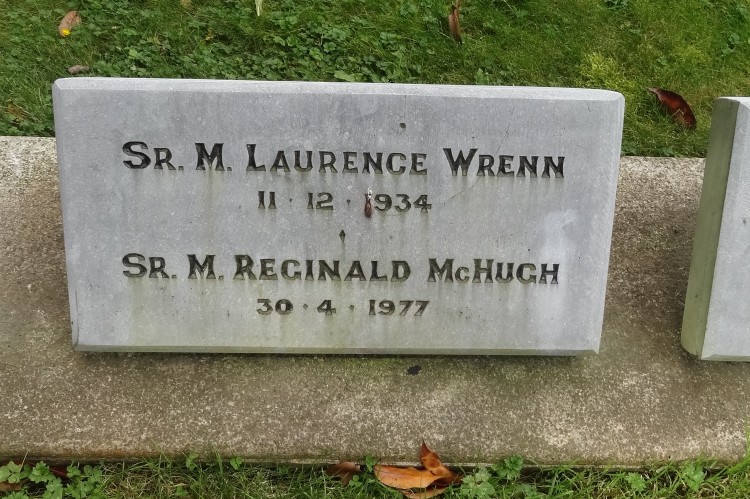 Sr. M. Laurence Wrenn
11 · 12 · 1934
Sr. M. Reginald McHugh
30 · 4 · 1977